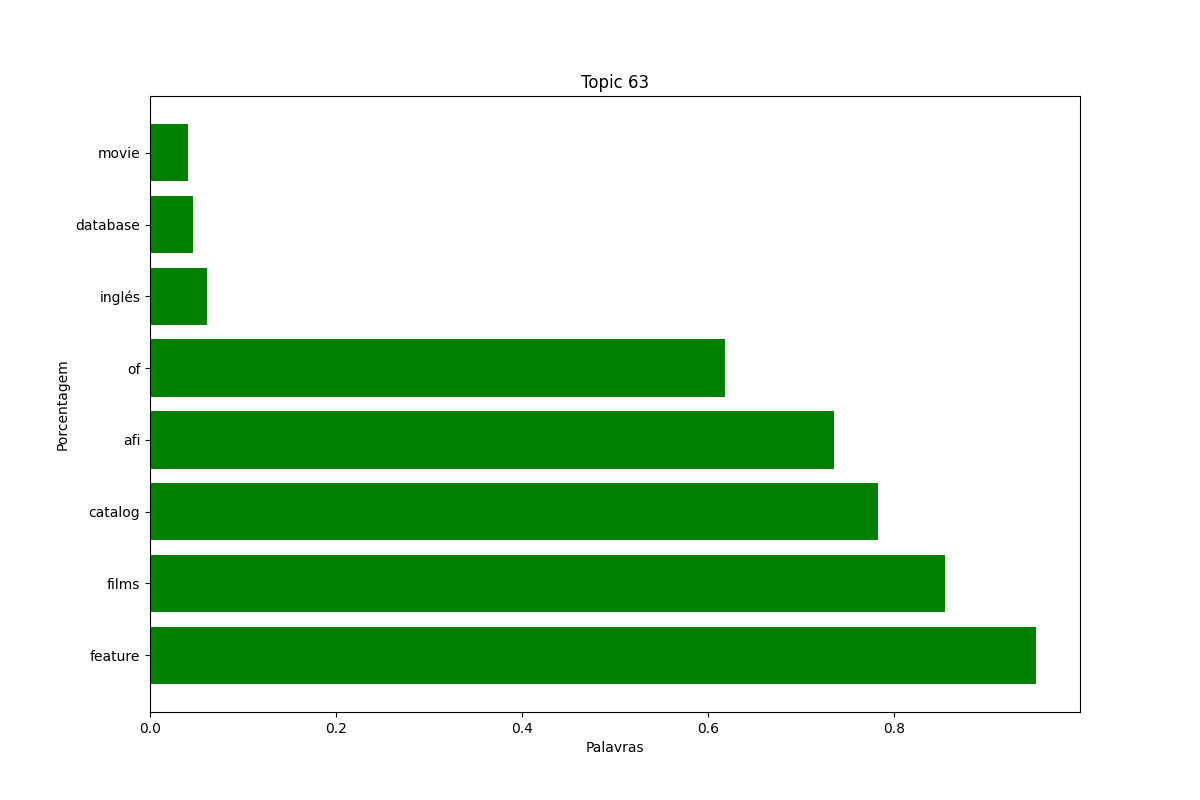 Topic 63
movie
database
inglés
of
afi
catalog
films
feature
Porcentagem
0.0 0.2 0.4 0.6 0.8
Palavras